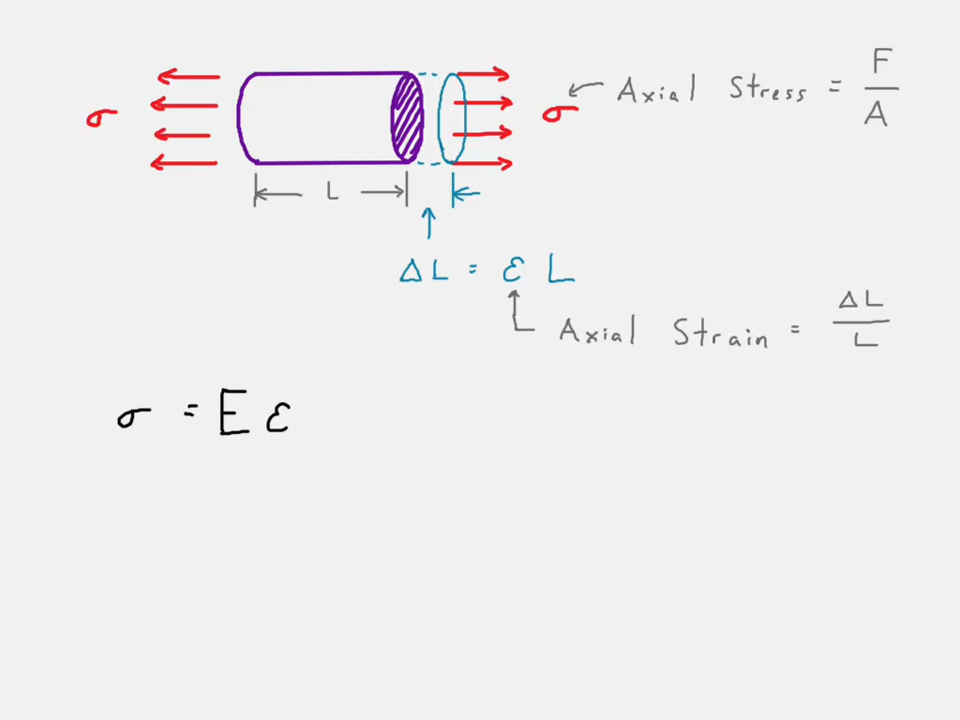 σ
σ
Axial Stress = F/A
L
ΔL = ε L
Axial Strain = ΔL/L
σ = E ε